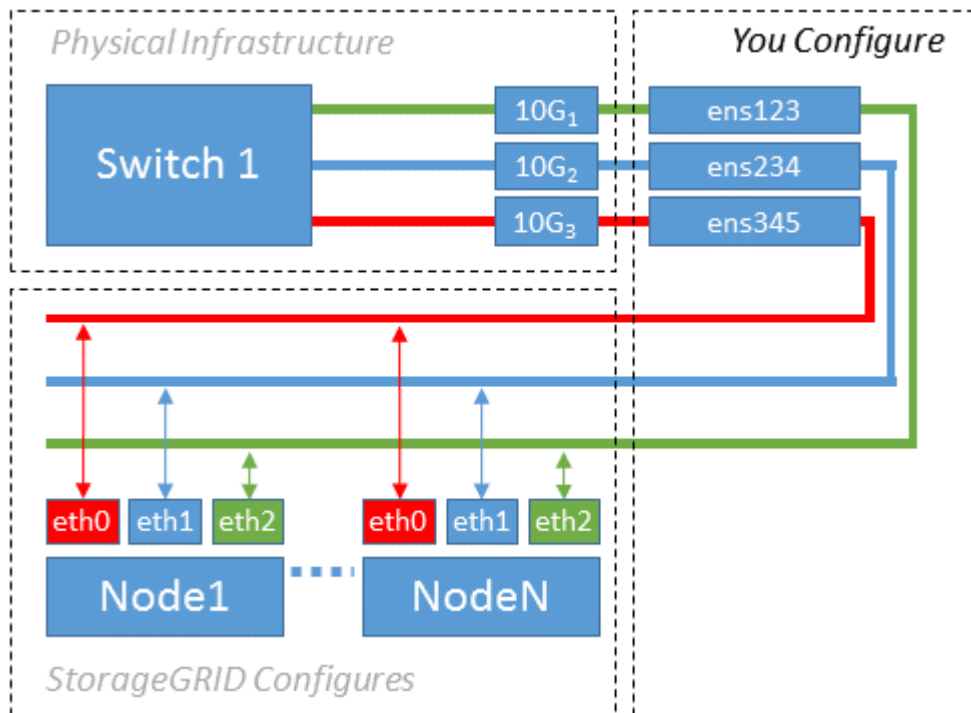 Physical Infrastructure
You Configure
Switch 1
10G₁
ens123
10G₂
ens234
10G₃
ens345
eth0
eth1
eth2
eth0
eth1
eth2
Node1
NodeN
StorageGRID Configures